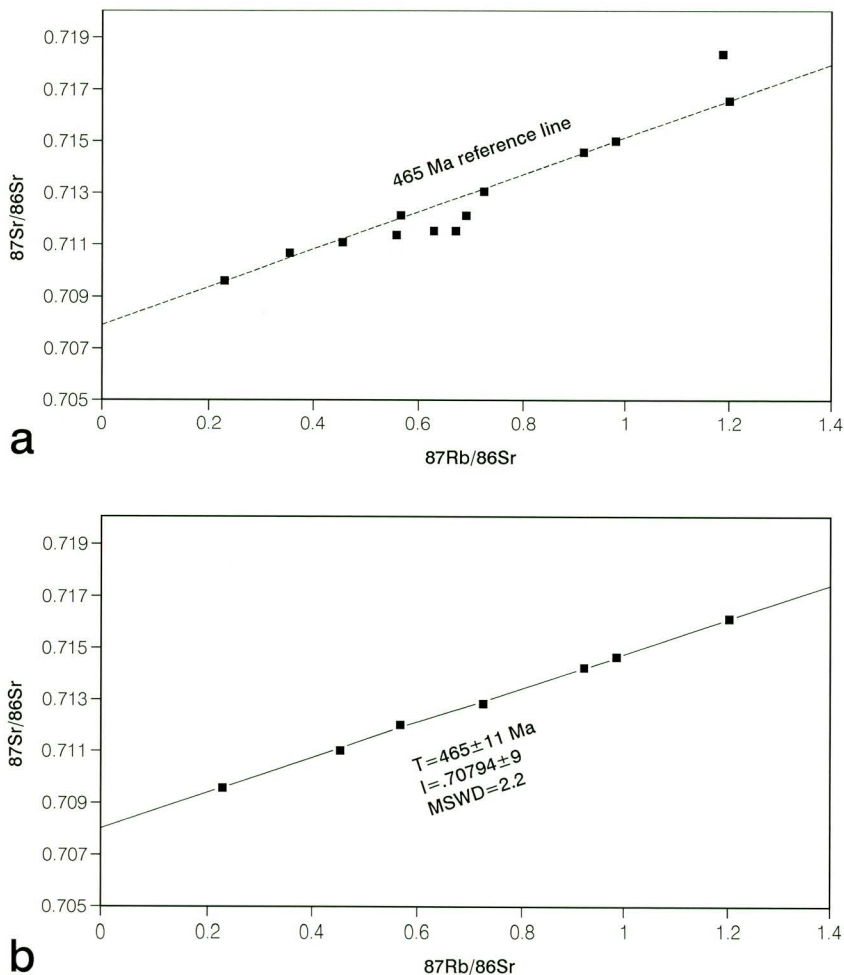 0.719
0.717
0.715
0.713
0.711
0.709
0.707
0.705
87Sr/86Sr
465 Ma reference line
0 0.2 0.4 0.6 0.8 1 1.2 1.4
87Rb/86Sr
a
0.719
0.717
0.715
0.713
0.711
0.709
0.707
0.705
87Sr/86Sr
T=465±11 Ma
I=.70794±9
MSWD=2.2
0 0.2 0.4 0.6 0.8 1 1.2 1.4
87Rb/86Sr
b